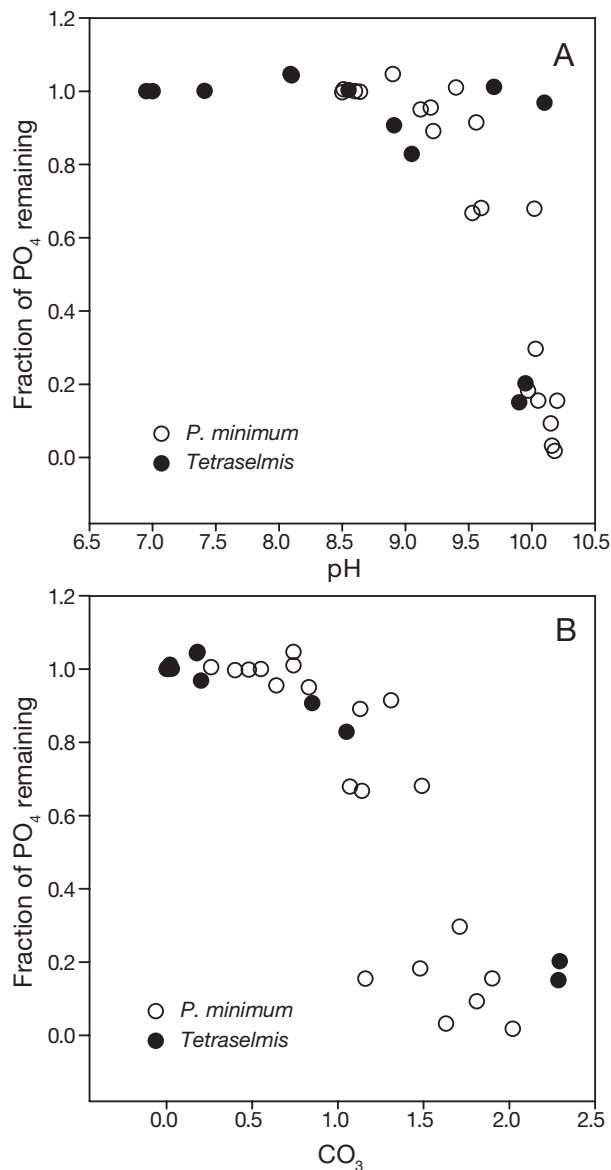 A
1.2
1.0
0.8
0.6
0.4
0.2
0.0
Fraction of PO₄ remaining
P. minimum
Tetraselmis
6.5 7.0 7.5 8.0 8.5 9.0 9.5 10.0 10.5
pH
B
1.2
1.0
0.8
0.6
0.4
0.2
0.0
Fraction of PO₄ remaining
P. minimum
Tetraselmis
0.0 0.5 1.0 1.5 2.0 2.5
CO₃